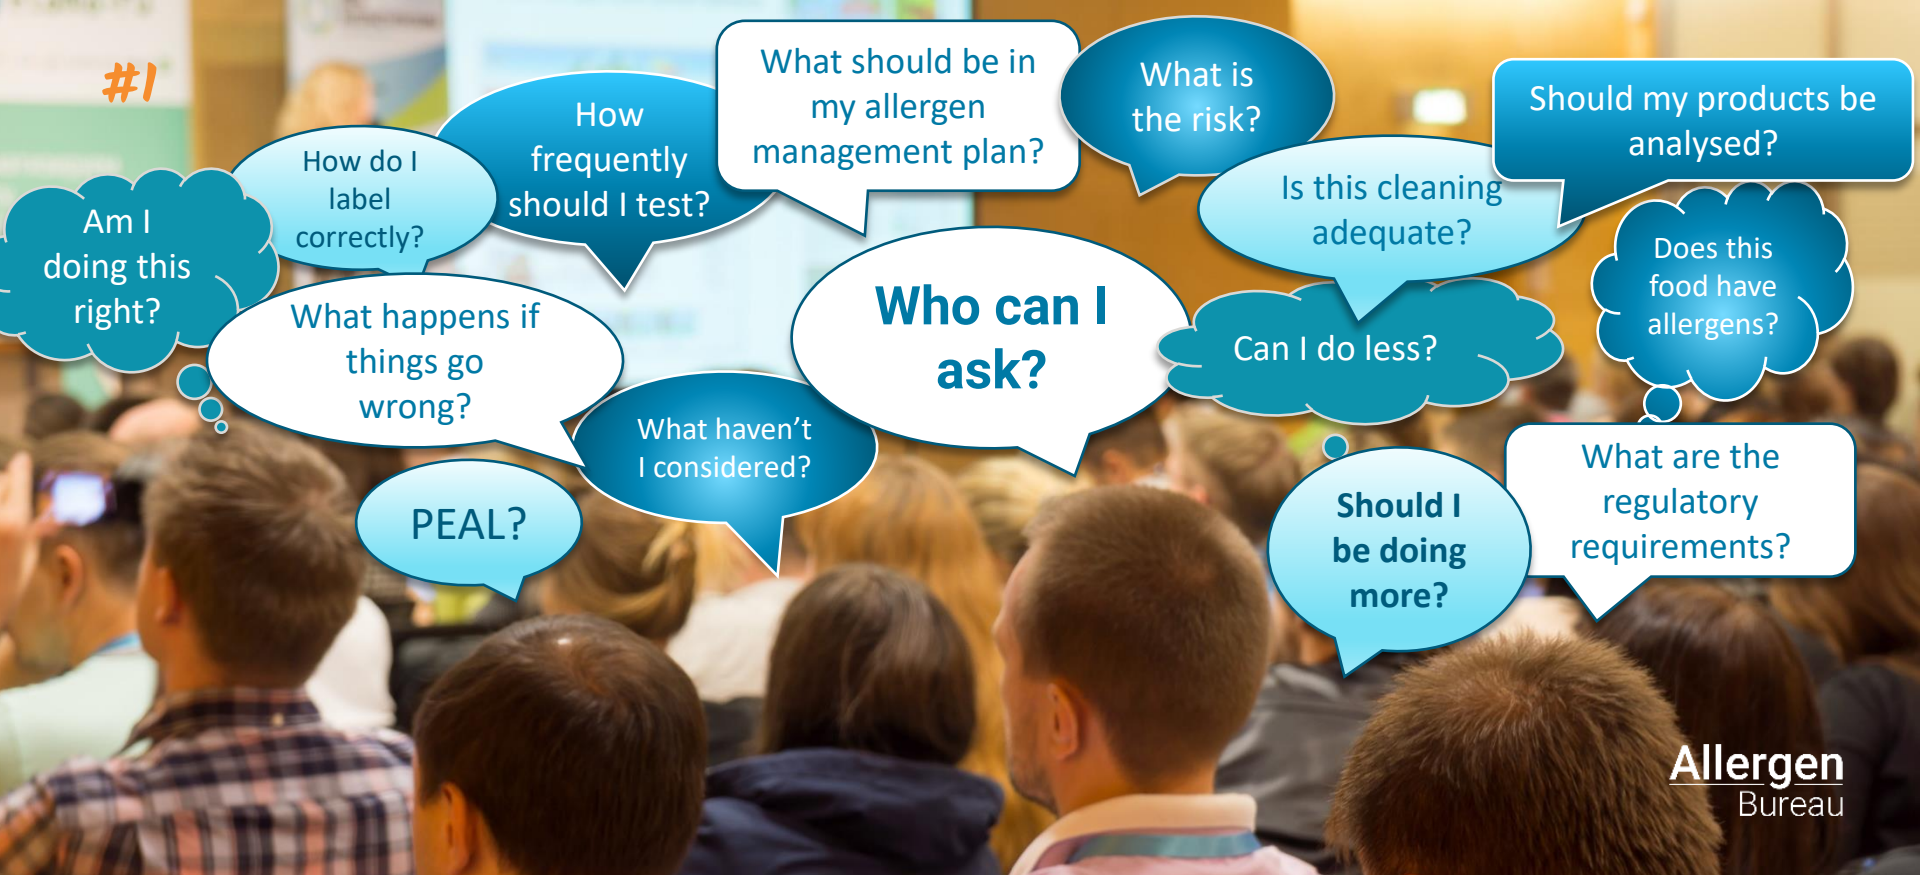 #1
What should be in
my allergen
management plan?
What is
the risk?
Should my products be
analysed?
How
frequently
should I test?
How do I
label
correctly?
Is this cleaning
adequate?
Am I
doing this
right?
Does this
food have
allergens?
What happens if
things go
wrong?
Who can I
ask?
Can I do less?
What haven't
I considered?
What are the
regulatory
requirements?
PEAL?
Should I
be doing
more?
Allergen
Bureau